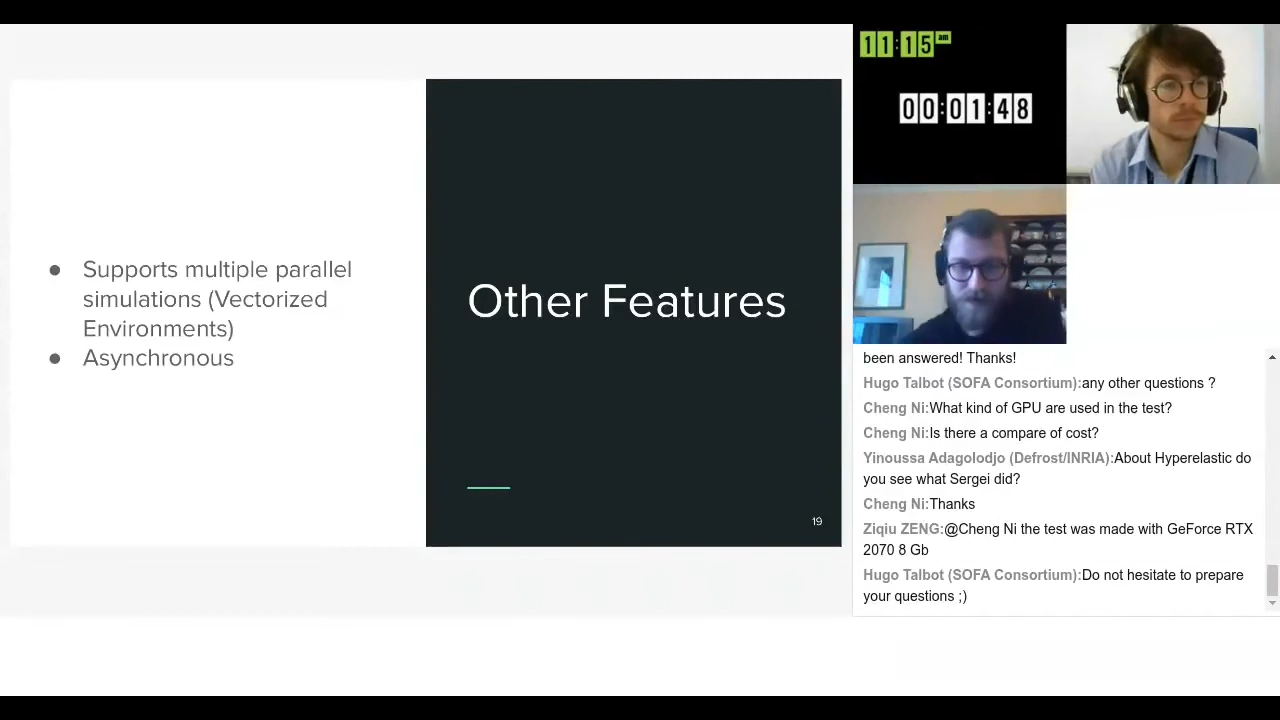 ● Supports multiple parallel
simulations (Vectorized
Environments)
● Asynchronous
Other Features
19
11:15am
00:01:48
been answered! Thanks!
Hugo Talbot (SOFA Consortium):any other questions ?
Cheng Ni:What kind of GPU are used in the test?
Cheng Ni:Is there a compare of cost?
Yinoussa Adagolodjo (Defrost/INRIA):About Hyperelastic do
you see what Sergei did?
Cheng Ni:Thanks
Ziqiu ZENG:@Cheng Ni the test was made with GeForce RTX
2070 8 Gb
Hugo Talbot (SOFA Consortium):Do not hesitate to prepare
your questions ;)